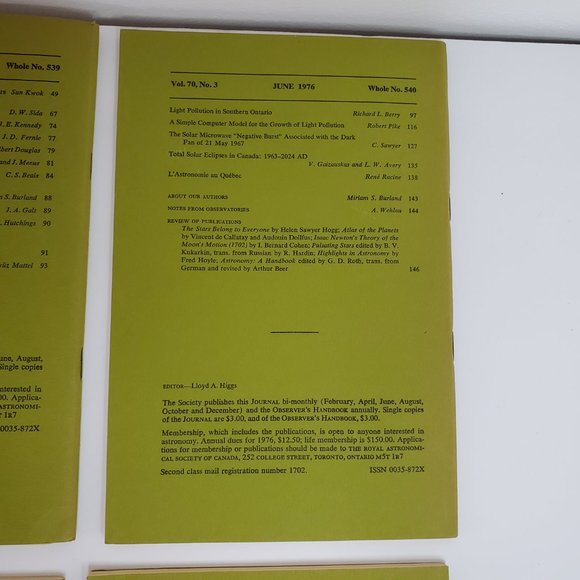 Whole No. 539
Sun Kwok 49
D. W. Sida 67
E. Kennedy 74
J. D. Fernie 77
Douglas 79
and J. Meeus 81
C. S. Beals 84
S. Burland 88
J. A. Galt 89
Hutchings 90
91
Mattel 93
August,
Single copies
interested in
Applica-
ASTRONOMI-
1R7
0035-872X
Vol. 70, No. 3 JUNE 1976 Whole No. 540
Light Pollution in Southern Ontario Richard L. Berry 97
A Simple Computer Model for the Growth of Light Pollution Robert Pike 116
The Solar Microwave "Negative Burst" Associated with the Dark
Fan of 21 May 1967 C. Sawyer 127
Total Solar Eclipses in Canada: 1963–2024 AD
V. Gaizauskas and L. W. Avery 135
L'Astronomie au Québec René Racine 138
ABOUT OUR AUTHORS Miriam S. Burland 143
NOTES FROM OBSERVATORIES A. Wehlau 144
REVIEW OF PUBLICATIONS
The Stars Belong to Everyone by Helen Sawyer Hogg; Atlas of the Planets
by Vincent de Callatay and Audouin Dollfus; Isaac Newton's Theory of the
Moon's Motion (1702) by I. Bernard Cohen; Pulsating Stars edited by B. V.
Kukarkin, trans. from Russian by R. Hardin; Highlights in Astronomy by
Fred Hoyle; Astronomy: A Handbook edited by G. D. Roth, trans. from
German and revised by Arthur Beer 146
EDITOR—Lloyd A. Higgs
The Society publishes this JOURNAL bi-monthly (February, April, June, August,
October and December) and the OBSERVER'S HANDBOOK annually. Single copies
of the JOURNAL are $3.00, and of the OBSERVER'S HANDBOOK, $3.00.
Membership, which includes the publications, is open to anyone interested in
astronomy. Annual dues for 1976, $12.50; life membership is $150.00. Applica-
tions for membership or publications should be made to THE ROYAL ASTRONOMI-
CAL SOCIETY OF CANADA, 252 COLLEGE STREET, TORONTO, ONTARIO M5T 1R7
Second class mail registration number 1702. ISSN 0035-872X